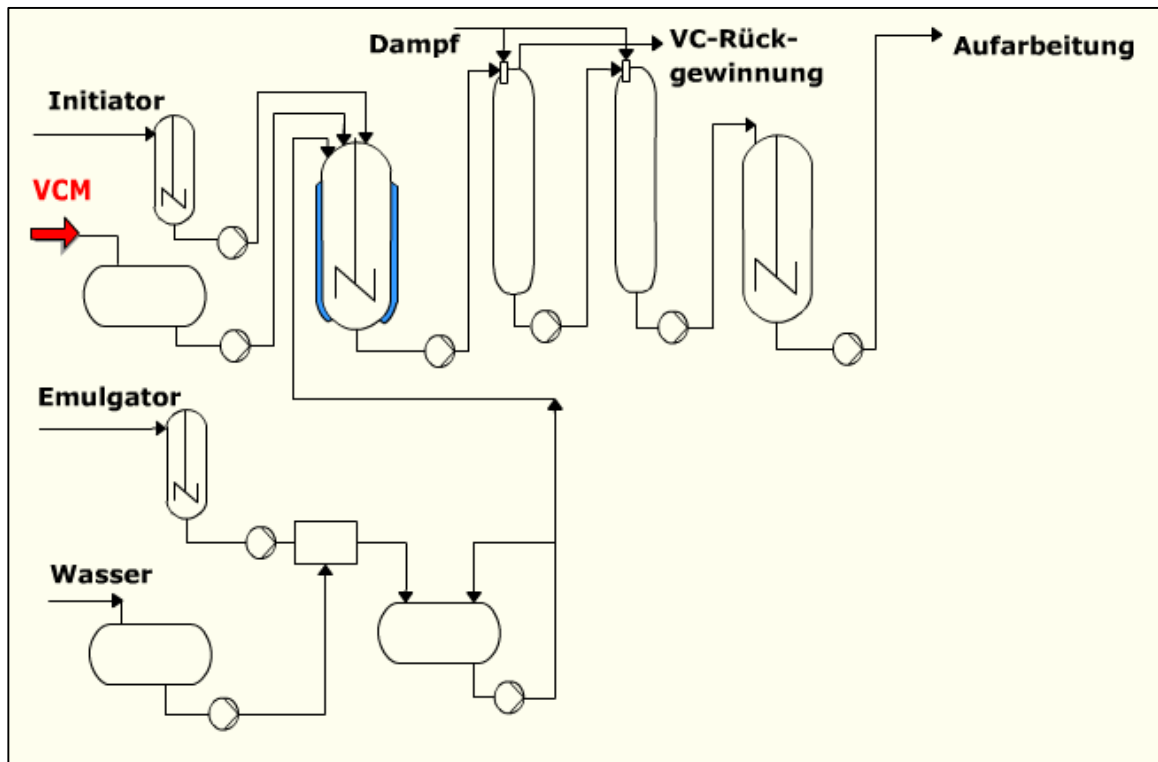 Dampf
VC-Rück-
gewinnung
Aufarbeitung
Initiator
VCM
Emulgator
Wasser